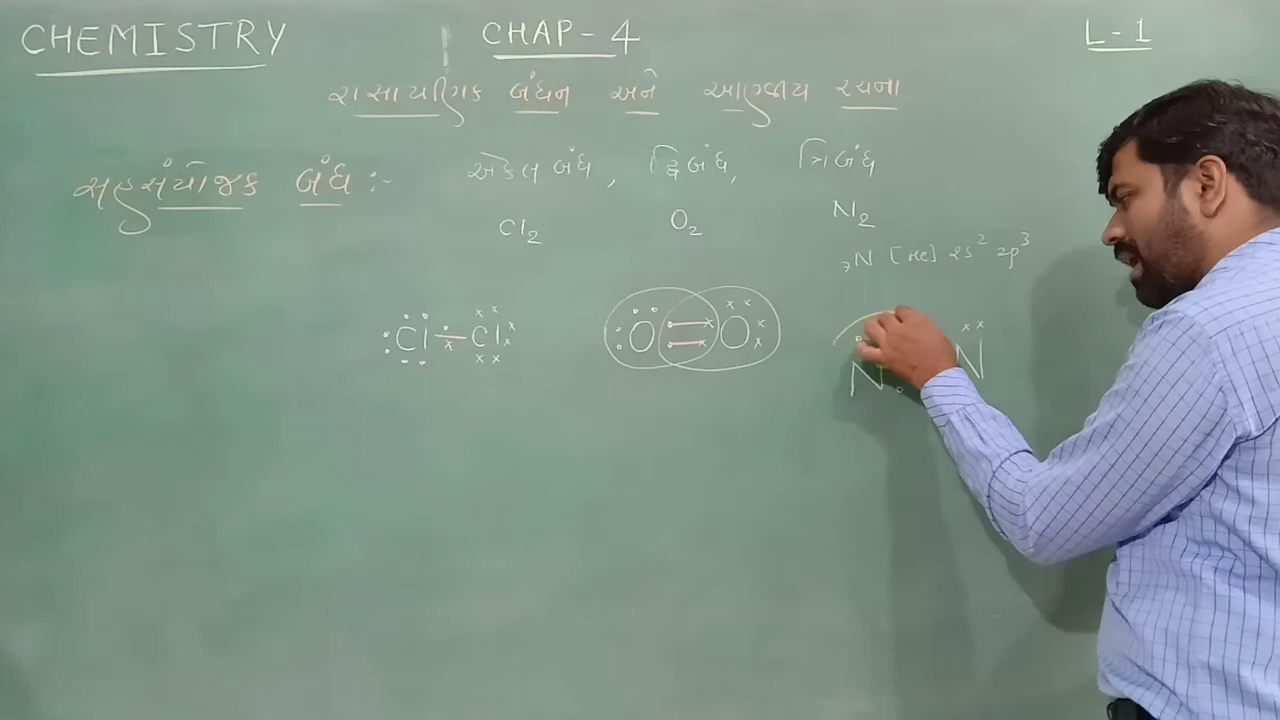 CHEMISTRY CHAP - 4 L - 1
રાસાયણિક બંધન અને આણ્વીય રચના
સહસંયોજક બંધ :- એકલ બંધ , દ્વિબંધ, ત્રિબંધ
Cl2 O2 N2
7N [He] 2s2 2p3
Cl Cl O O N N